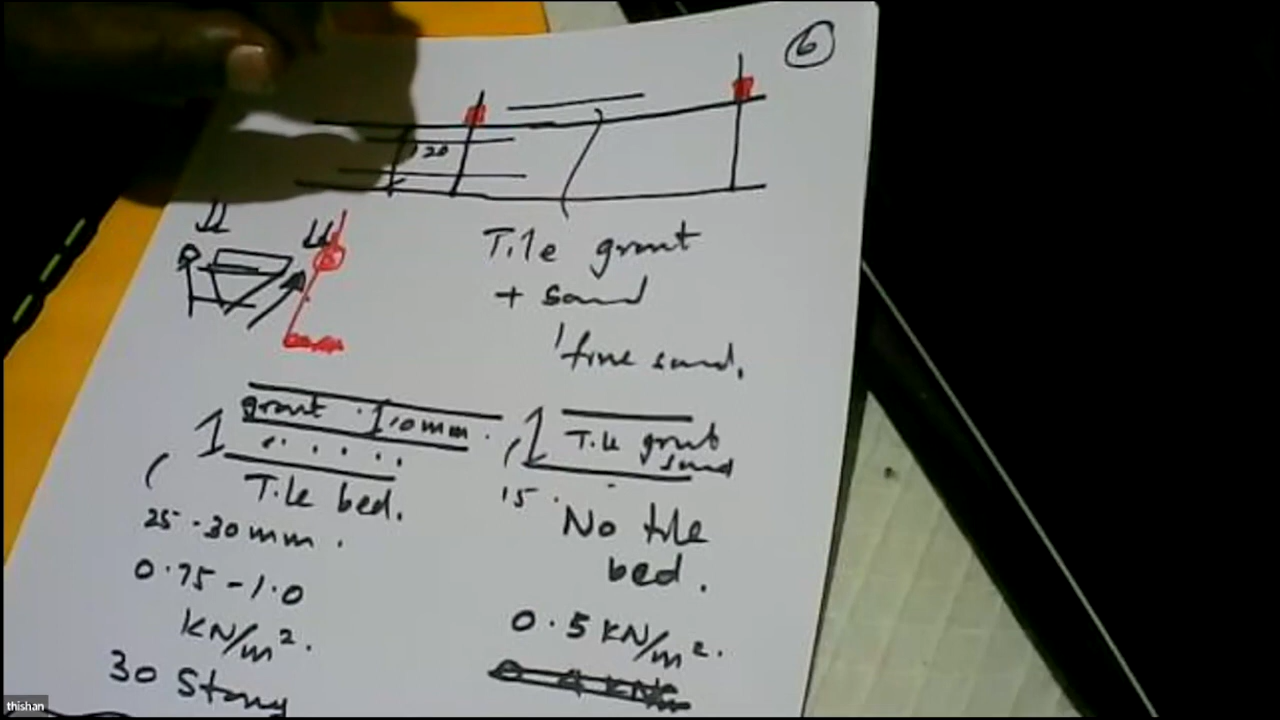 6
20
Tile grout
+ sand
fine sand.
grout 10mm.
Tile bed.
25 - 30mm.
0.75 - 1.0
kN/m².
30 Story
Tile grout
sand
15
No tile
bed.
0.5 KN/m².
thishan